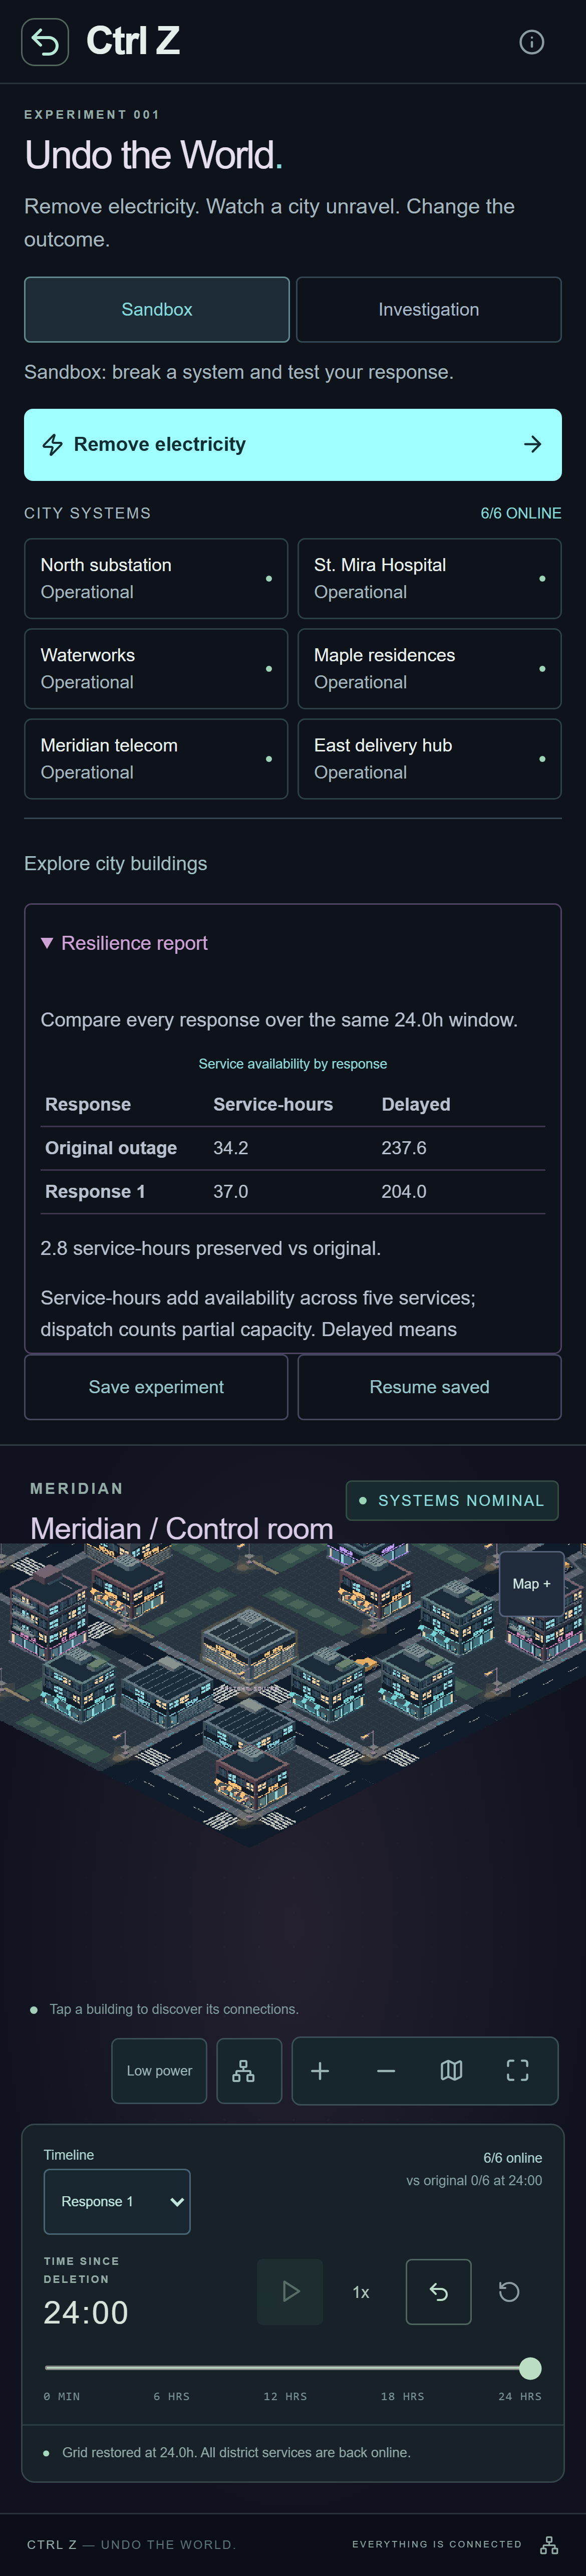 Ctrl Z
EXPERIMENT 001
Undo the World.
Remove electricity. Watch a city unravel. Change the
outcome.
Sandbox
Investigation
Sandbox: break a system and test your response.
Remove electricity
CITY SYSTEMS
6/6 ONLINE
North substation
Operational
St. Mira Hospital
Operational
Waterworks
Operational
Maple residences
Operational
Meridian telecom
Operational
East delivery hub
Operational
Explore city buildings
Resilience report
Compare every response over the same 24.0h window.
Service availability by response
Response Service-hours Delayed
Original outage 34.2 237.6
Response 1 37.0 204.0
2.8 service-hours preserved vs original.
Service-hours add availability across five services;
dispatch counts partial capacity. Delayed means
Save experiment
Resume saved
MERIDIAN
SYSTEMS NOMINAL
Meridian / Control room
Map +
Tap a building to discover its connections.
Low power
Timeline
6/6 online
vs original 0/6 at 24:00
Response 1
TIME SINCE
DELETION
24:00
1x
0 MIN 6 HRS 12 HRS 18 HRS 24 HRS
Grid restored at 24.0h. All district services are back online.
CTRL Z — UNDO THE WORLD.
EVERYTHING IS CONNECTED